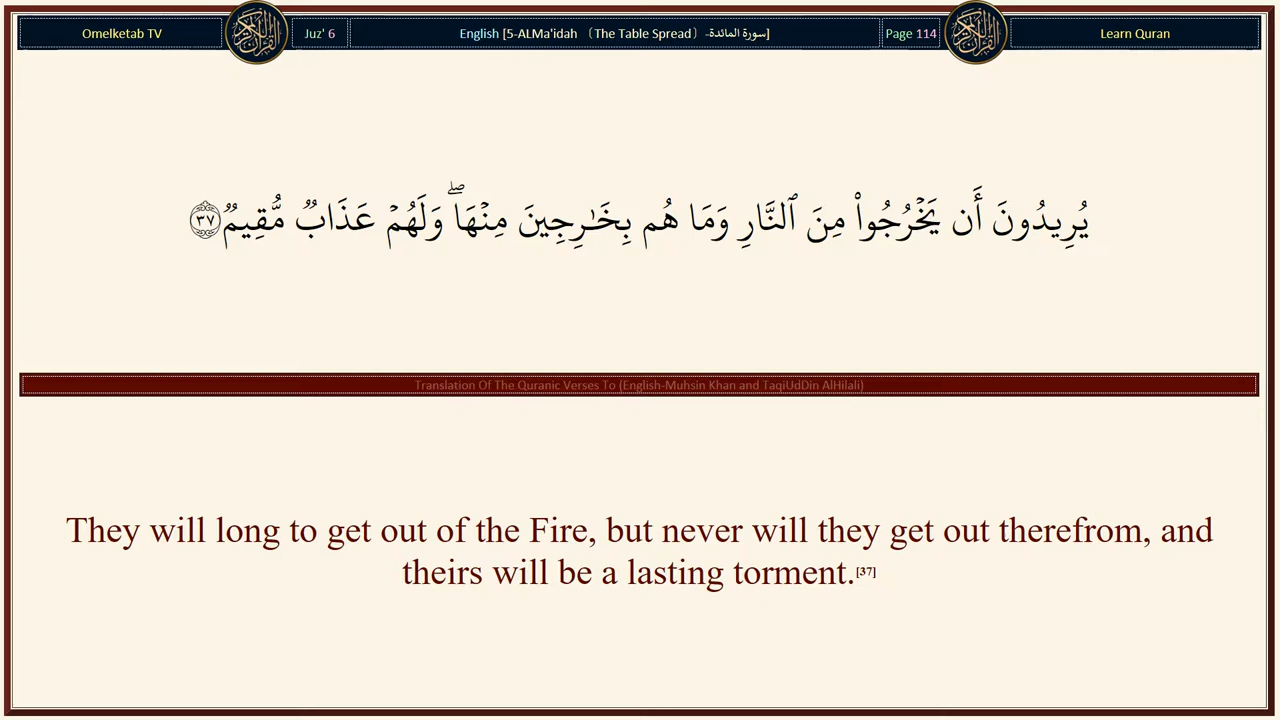 Omelketab TV
Juz' 6
English [5-ALMa'idah （The Table Spread） -سورة المائدة]
Page 114
Learn Quran
يُرِيدُونَ أَن يَخۡرُجُواْ مِنَ ٱلنَّارِ وَمَا هُم بِخَٰرِجِينَ مِنۡهَاۖ وَلَهُمۡ عَذَابٞ مُّقِيمٞ ٣٧
Translation Of The Quranic Verses To (English-Muhsin Khan and TaqiUdDin AlHilali)
They will long to get out of the Fire, but never will they get out therefrom, and
theirs will be a lasting torment.[37]